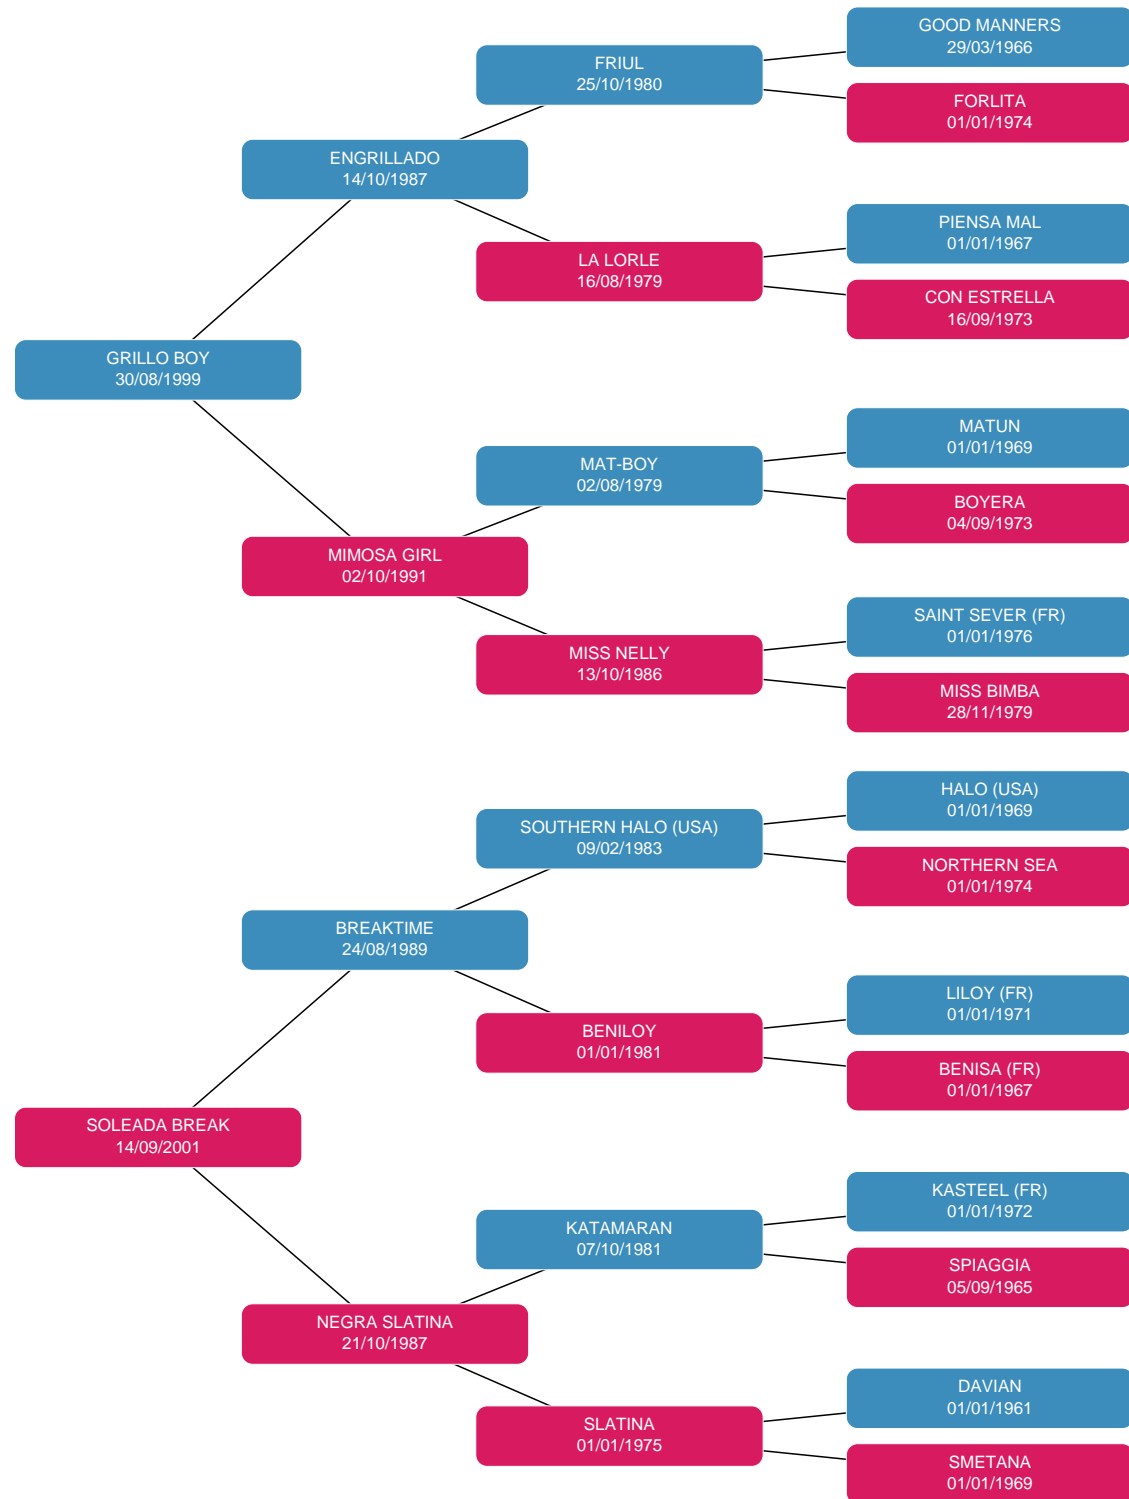 GOOD MANNERS
29/03/1966
FRIUL
25/10/1980
FORLITA
01/01/1974
ENGRILLADO
14/10/1987
PIENSA MAL
01/01/1967
LA LORLE
16/08/1979
CON ESTRELLA
16/09/1973
GRILLO BOY
30/08/1999
MATUN
01/01/1969
MAT-BOY
02/08/1979
BOYERA
04/09/1973
MIMOSA GIRL
02/10/1991
SAINT SEVER (FR)
01/01/1976
MISS NELLY
13/10/1986
MISS BIMBA
28/11/1979
HALO (USA)
01/01/1969
SOUTHERN HALO (USA)
09/02/1983
NORTHERN SEA
01/01/1974
BREAKTIME
24/08/1989
LILOY (FR)
01/01/1971
BENILOY
01/01/1981
BENISA (FR)
01/01/1967
SOLEADA BREAK
14/09/2001
KASTEEL (FR)
01/01/1972
KATAMARAN
07/10/1981
SPIAGGIA
05/09/1965
NEGRA SLATINA
21/10/1987
DAVIAN
01/01/1961
SLATINA
01/01/1975
SMETANA
01/01/1969